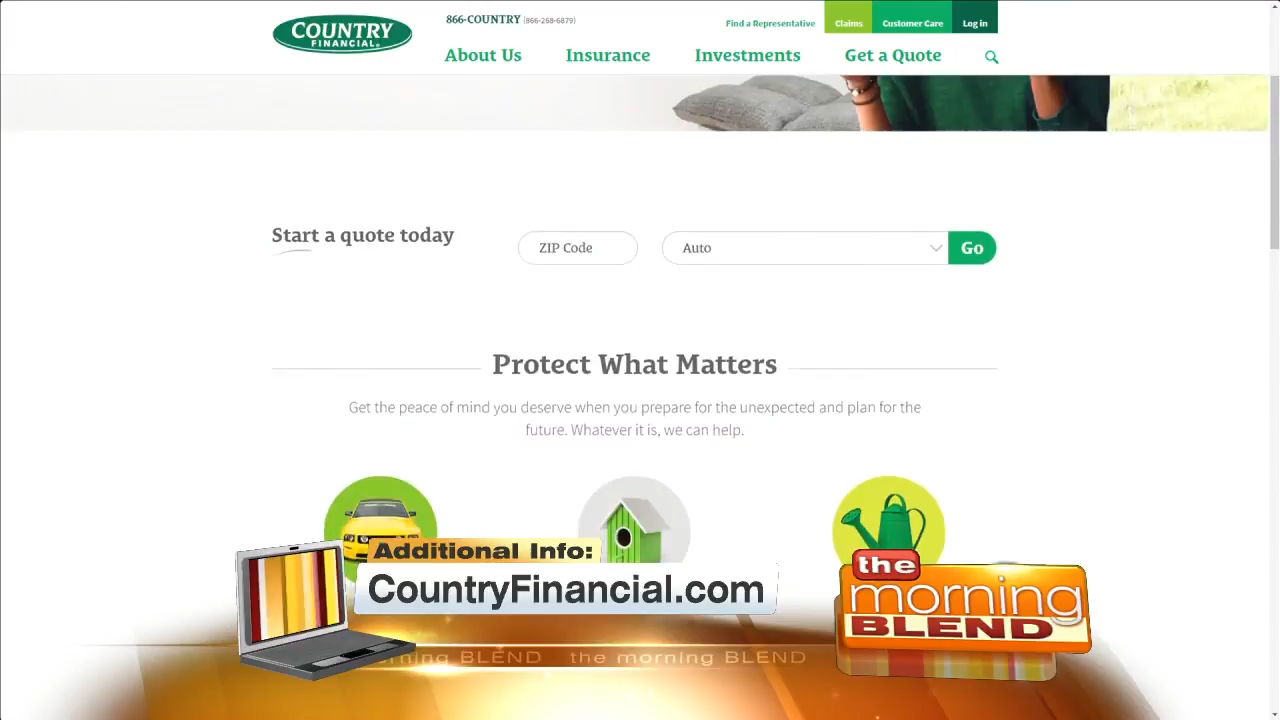 COUNTRY
FINANCIAL®
866-COUNTRY (866-268-6879)
Find a Representative
Claims
Customer Care
Log in
About Us
Insurance
Investments
Get a Quote
Start a quote today
ZIP Code
Auto
Go
Protect What Matters
Get the peace of mind you deserve when you prepare for the unexpected and plan for the
future. Whatever it is, we can help.
Additional Info:
CountryFinancial.com
the
morning
BLEND
morning BLEND the morning BLEND